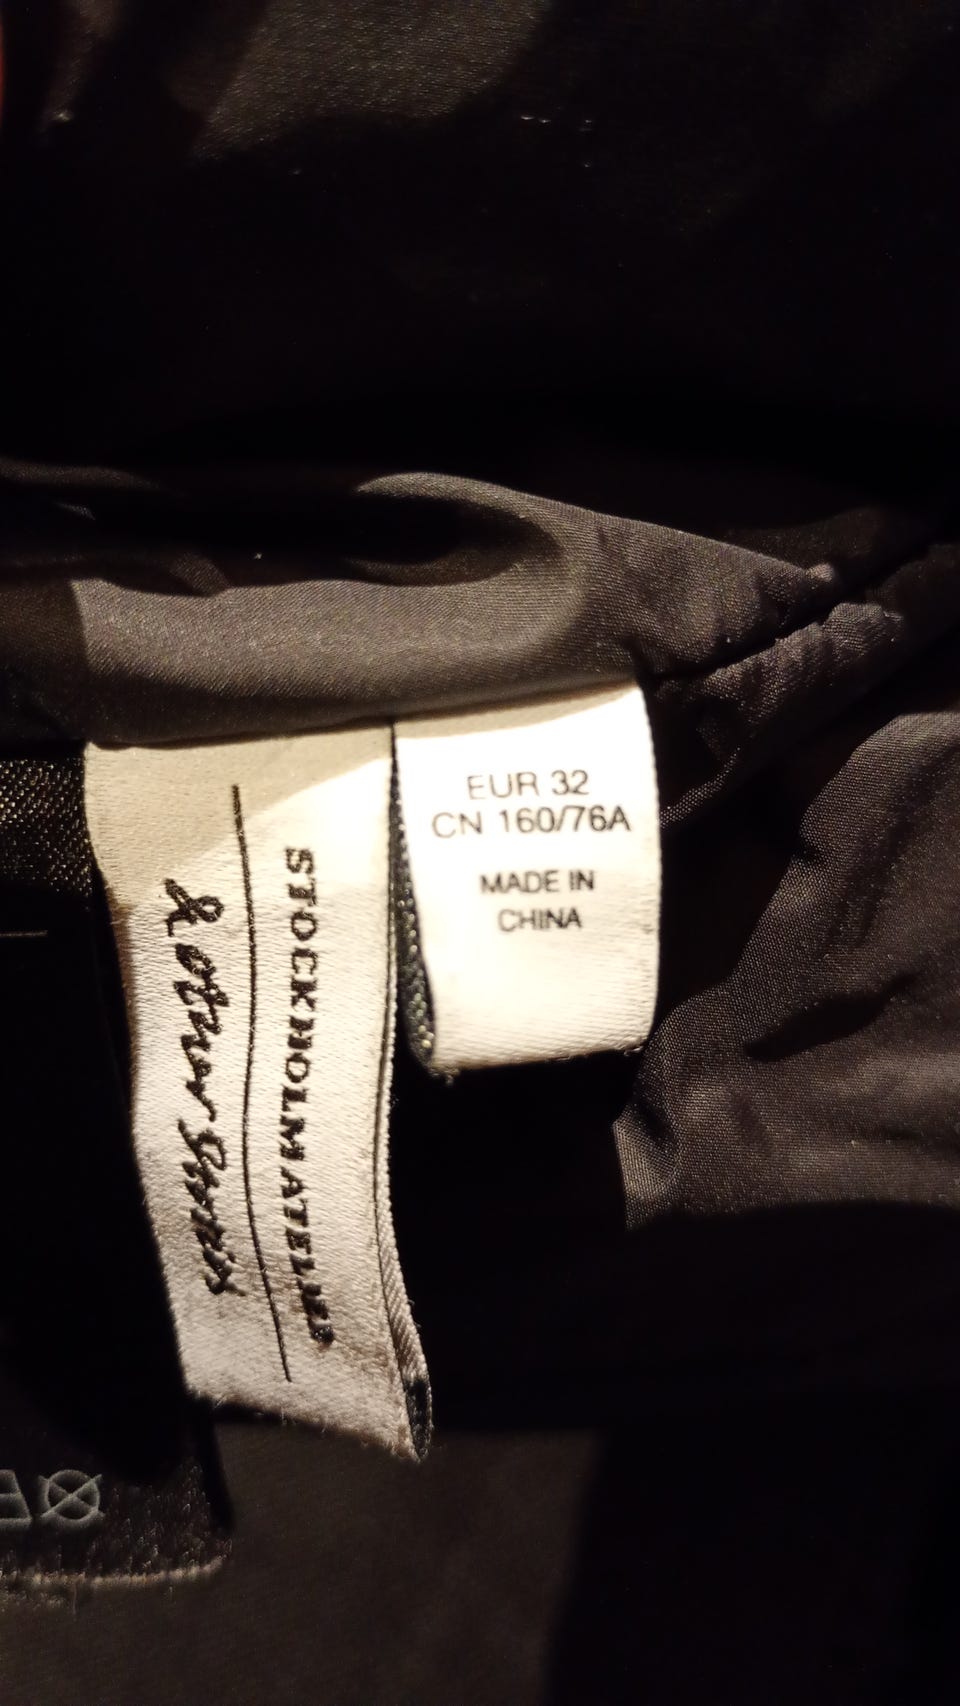 EUR 32
CN 160/76A
MADE IN
CHINA
STOCKHOLM ATELIER
& Other Stories